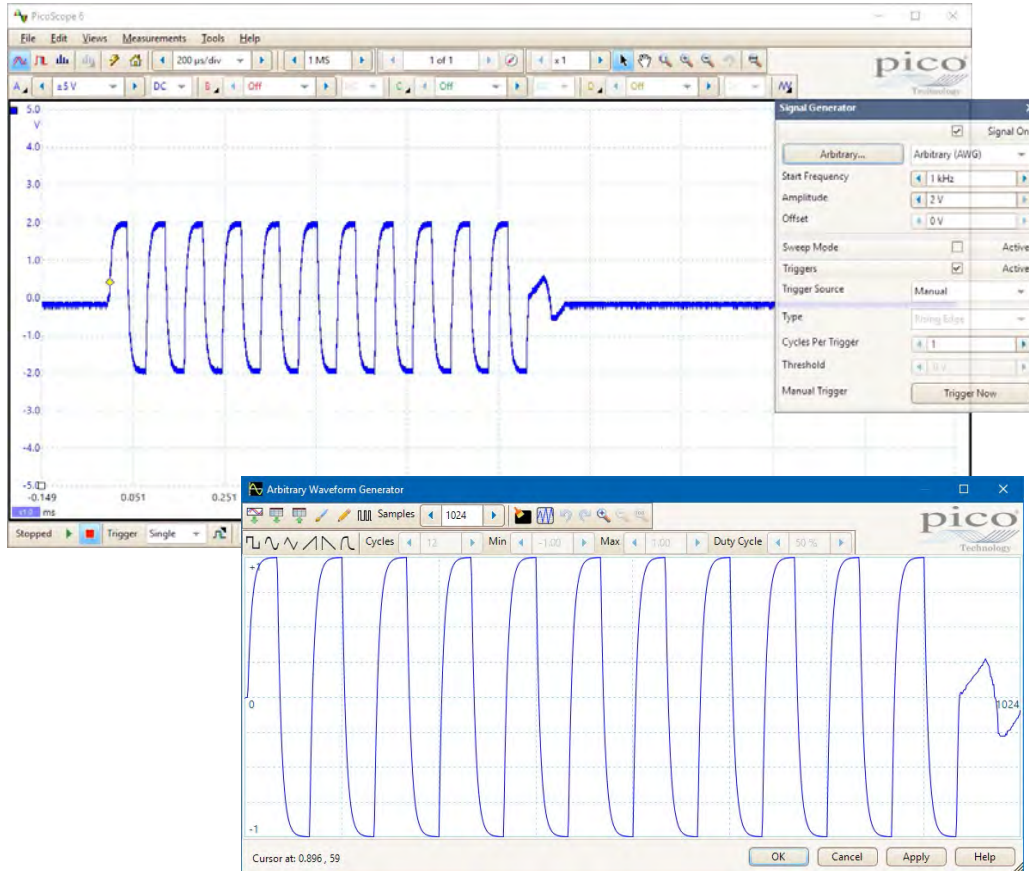 PicoScope 6
File Edit Views Measurements Tools Help
200 µs/div 1 MS 1 of 1 x1
pico
Technology
A ±5 V DC B Off C Off D Off
5.0
V
4.0
3.0
2.0
1.0
0.0
-1.0
-2.0
-3.0
-4.0
-5.0
-0.149 0.051 0.251
x1.0 ms
Stopped Trigger Single
Signal Generator
Signal On
Arbitrary... Arbitrary (AWG)
Start Frequency 1 kHz
Amplitude 2 V
Offset 0 V
Sweep Mode Active
Triggers Active
Trigger Source Manual
Type Rising Edge
Cycles Per Trigger 1
Threshold 0 V
Manual Trigger Trigger Now
Arbitrary Waveform Generator
Samples 1024
pico
Technology
Cycles 12 Min -1.00 Max 1.00 Duty Cycle 50 %
+1
0 1024
-1
Cursor at: 0.896 , 59
OK Cancel Apply Help